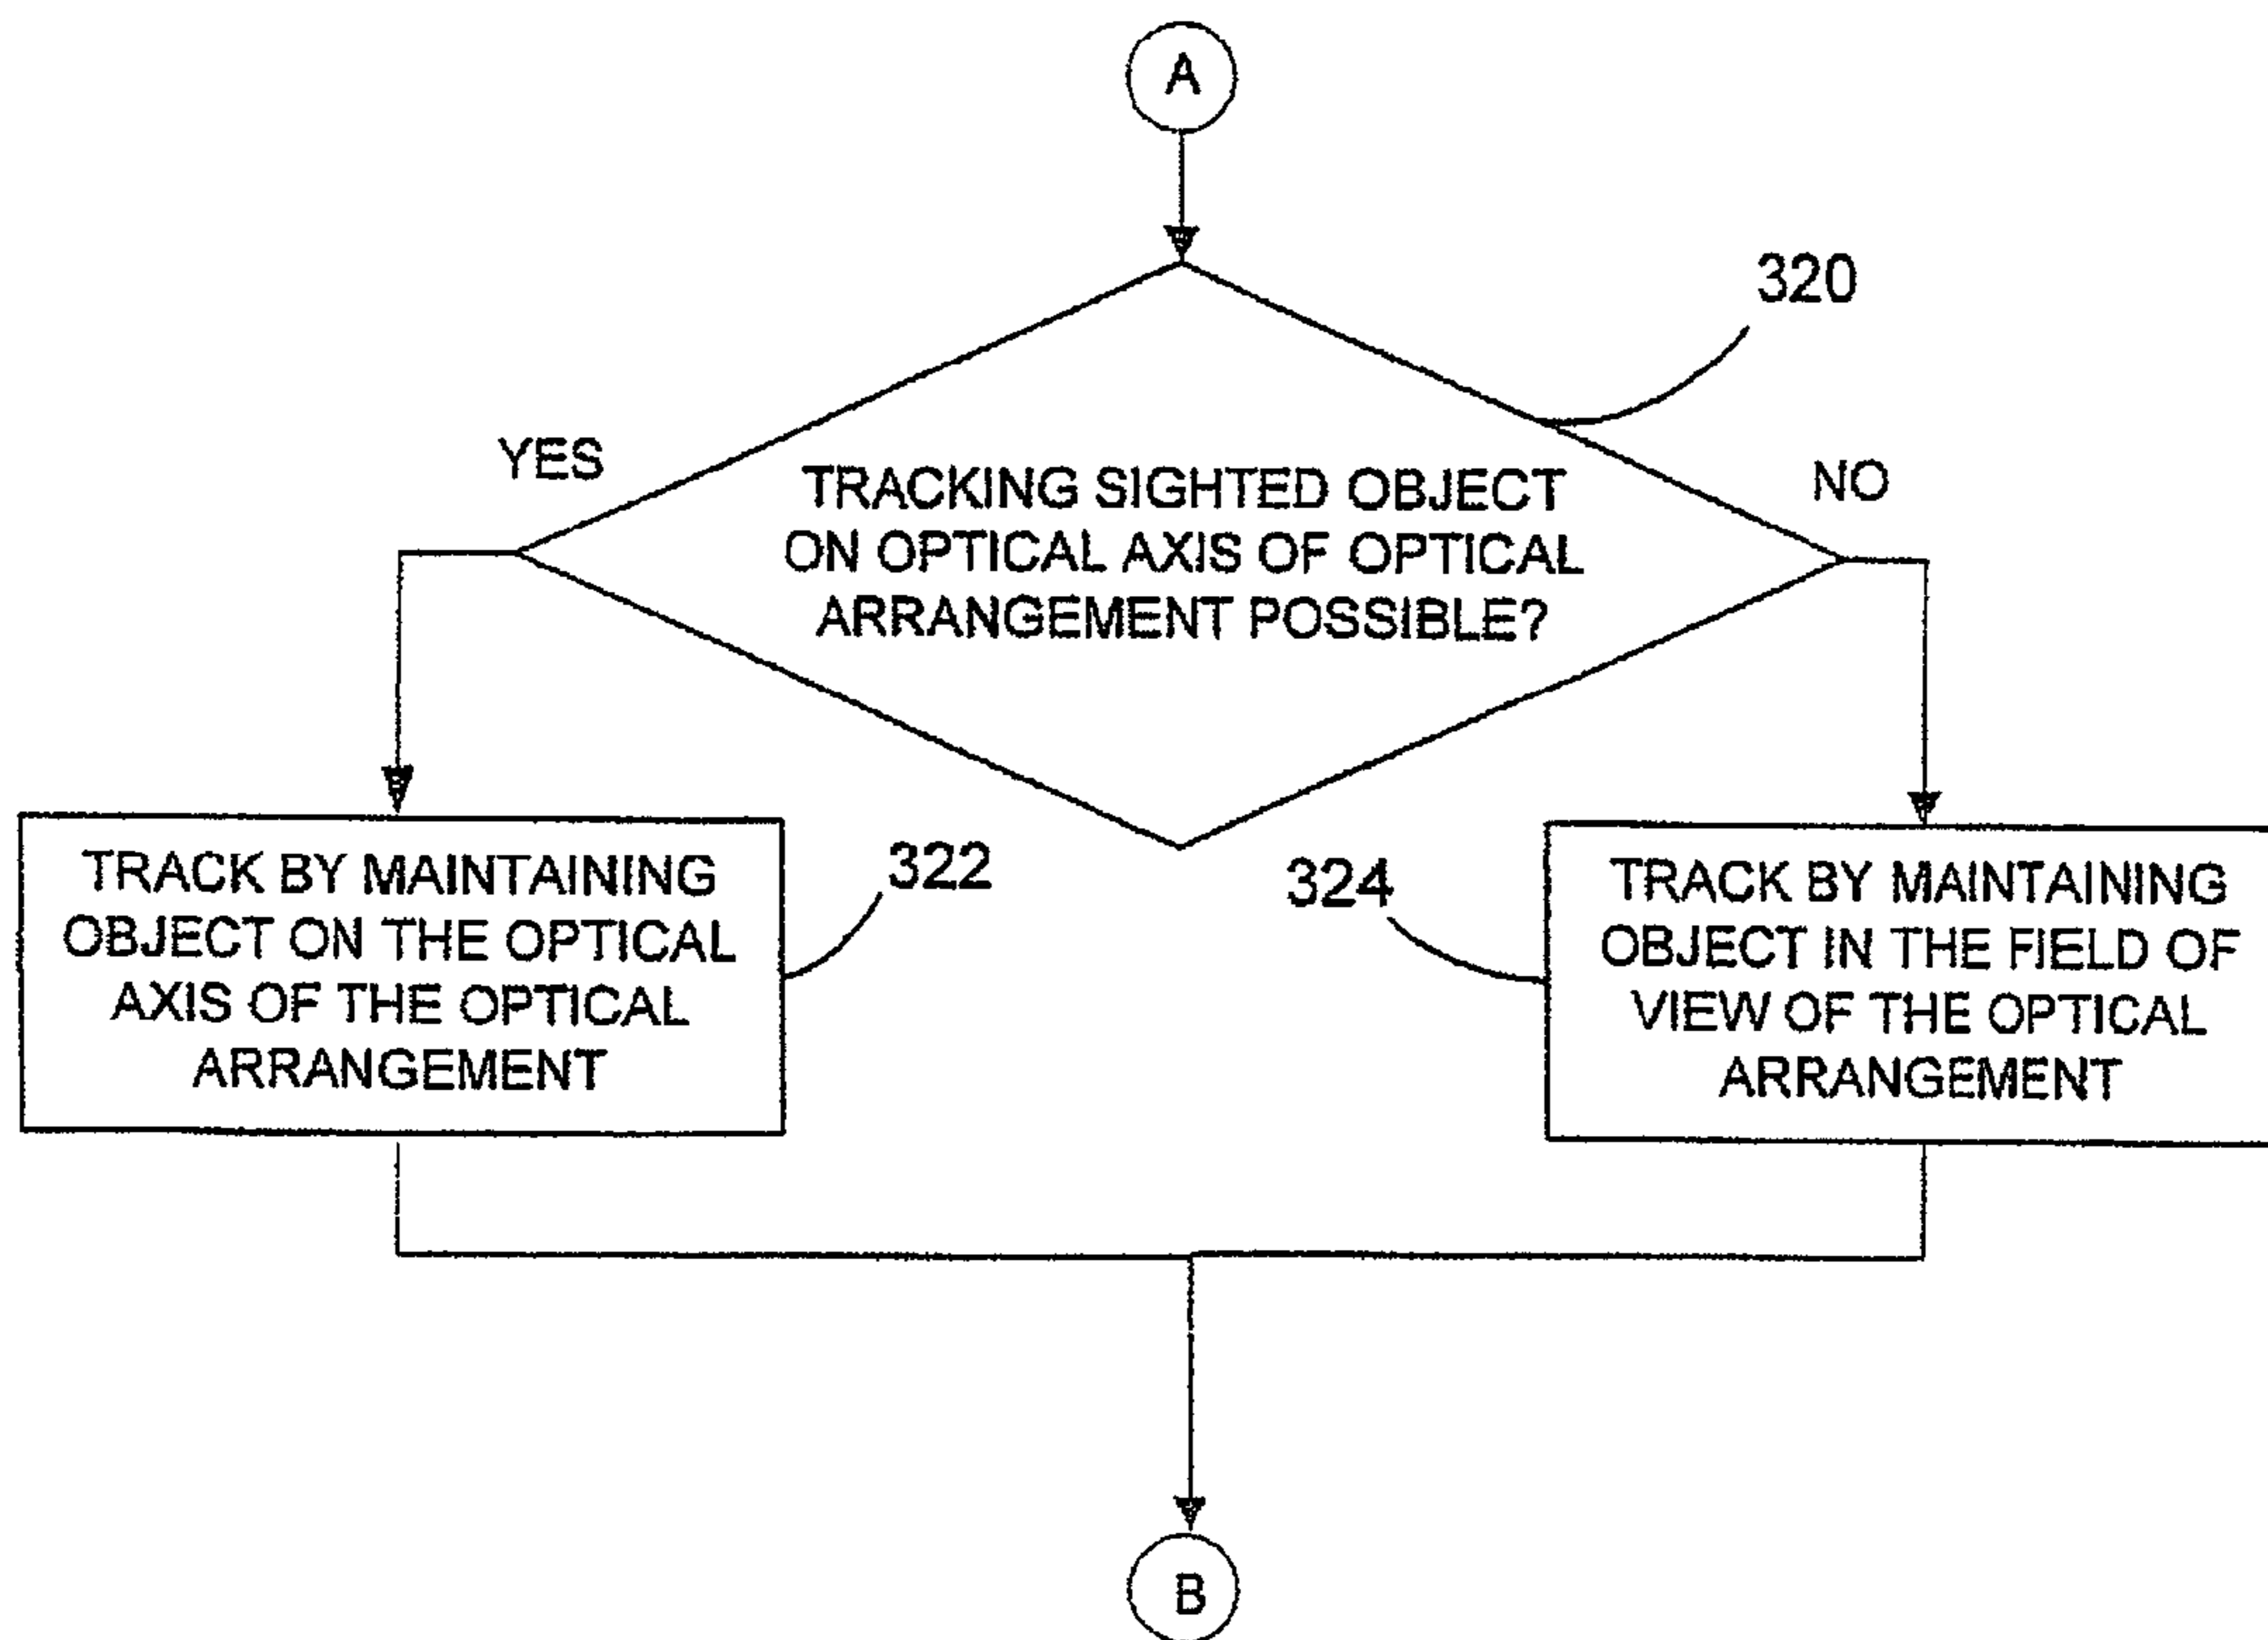 A
320
YES
NO
TRACKING SIGHTED OBJECT
ON OPTICAL AXIS OF OPTICAL
ARRANGEMENT POSSIBLE?
322
324
TRACK BY MAINTAINING
OBJECT ON THE OPTICAL
AXIS OF THE OPTICAL
ARRANGEMENT
TRACK BY MAINTAINING
OBJECT IN THE FIELD OF
VIEW OF THE OPTICAL
ARRANGEMENT
B